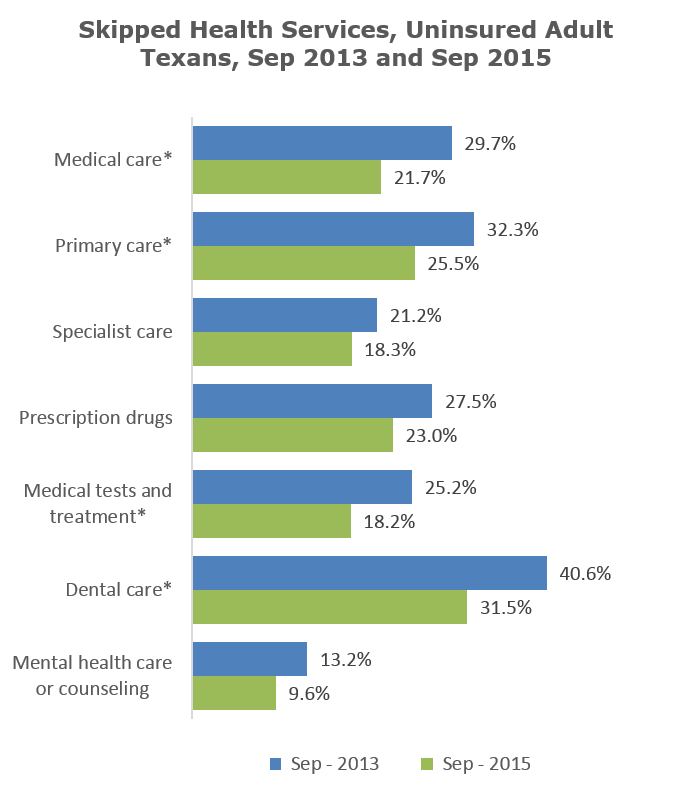 Skipped Health Services, Uninsured Adult
Texans, Sep 2013 and Sep 2015
Medical care*
29.7%
21.7%
Primary care*
32.3%
25.5%
Specialist care
21.2%
18.3%
Prescription drugs
27.5%
23.0%
Medical tests and
treatment*
25.2%
18.2%
Dental care*
40.6%
31.5%
Mental health care
or counseling
13.2%
9.6%
Sep - 2013
Sep - 2015